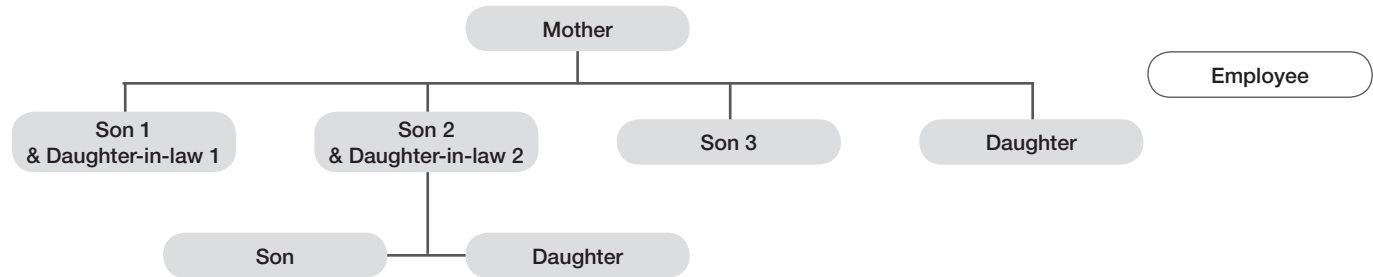 Mother
Employee
Son 1
& Daughter-in-law 1
Son 2
& Daughter-in-law 2
Son 3
Daughter
Son
Daughter